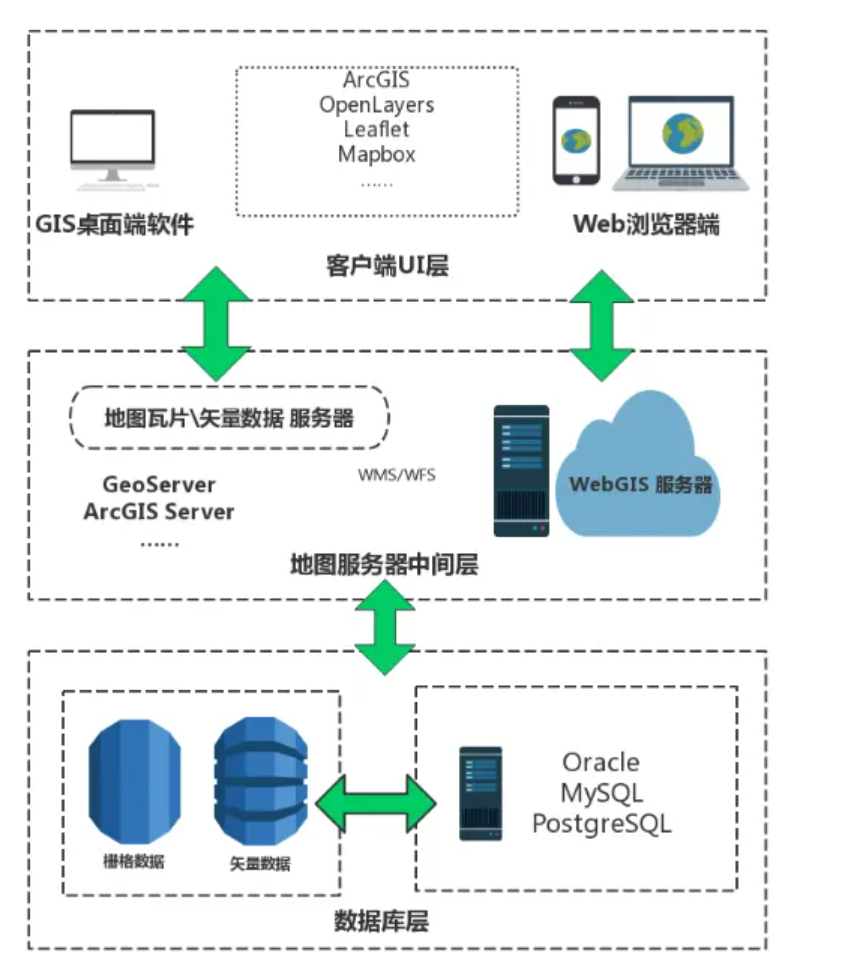 ArcGIS
OpenLayers
Leaflet
Mapbox
……
GIS桌面端软件
Web浏览器端
客户端UI层
地图瓦片\矢量数据 服务器
GeoServer
ArcGIS Server
……
WMS/WFS
WebGIS 服务器
地图服务器中间层
栅格数据
矢量数据
Oracle
MySQL
PostgreSQL
数据库层